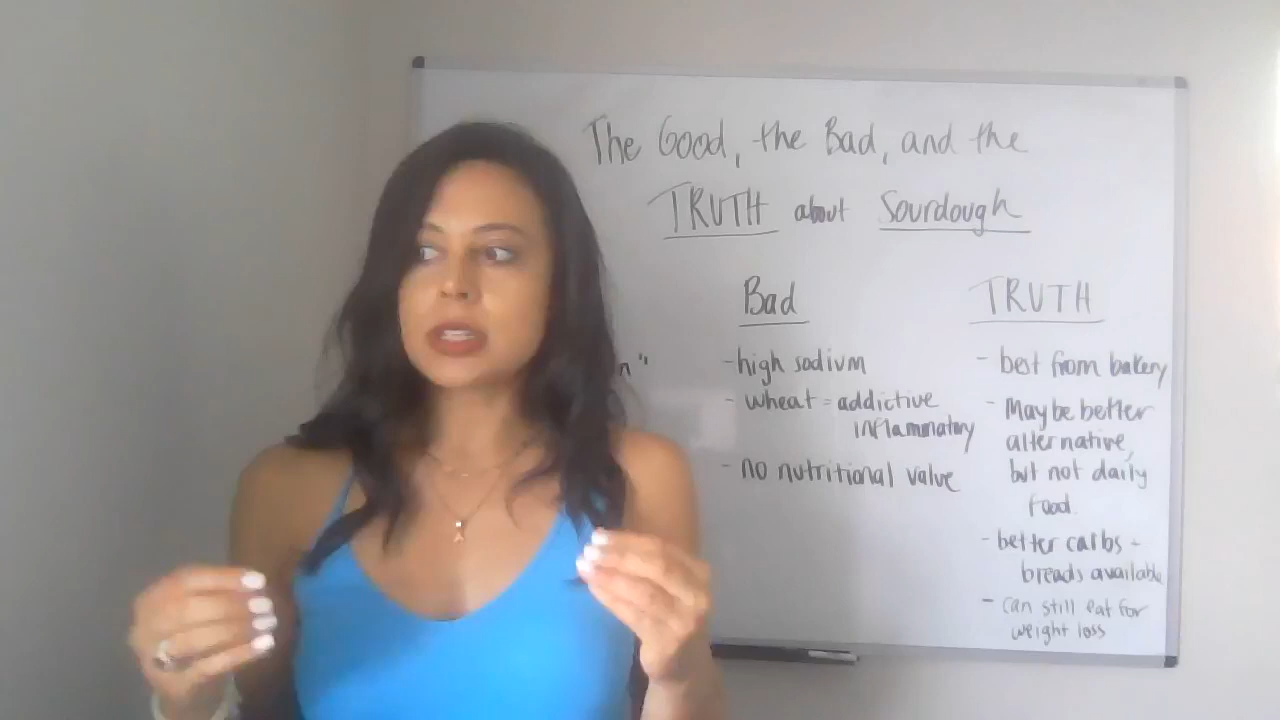 The Good, the Bad, and the
TRUTH about Sourdough
Bad
TRUTH
n"
-high sodium
- wheat = addictive
inflammatory
- no nutritional value
- best from bakery
- Maybe better
alternative,
but not daily
food.
- better carbs -
breads available
- can still eat for
weight loss